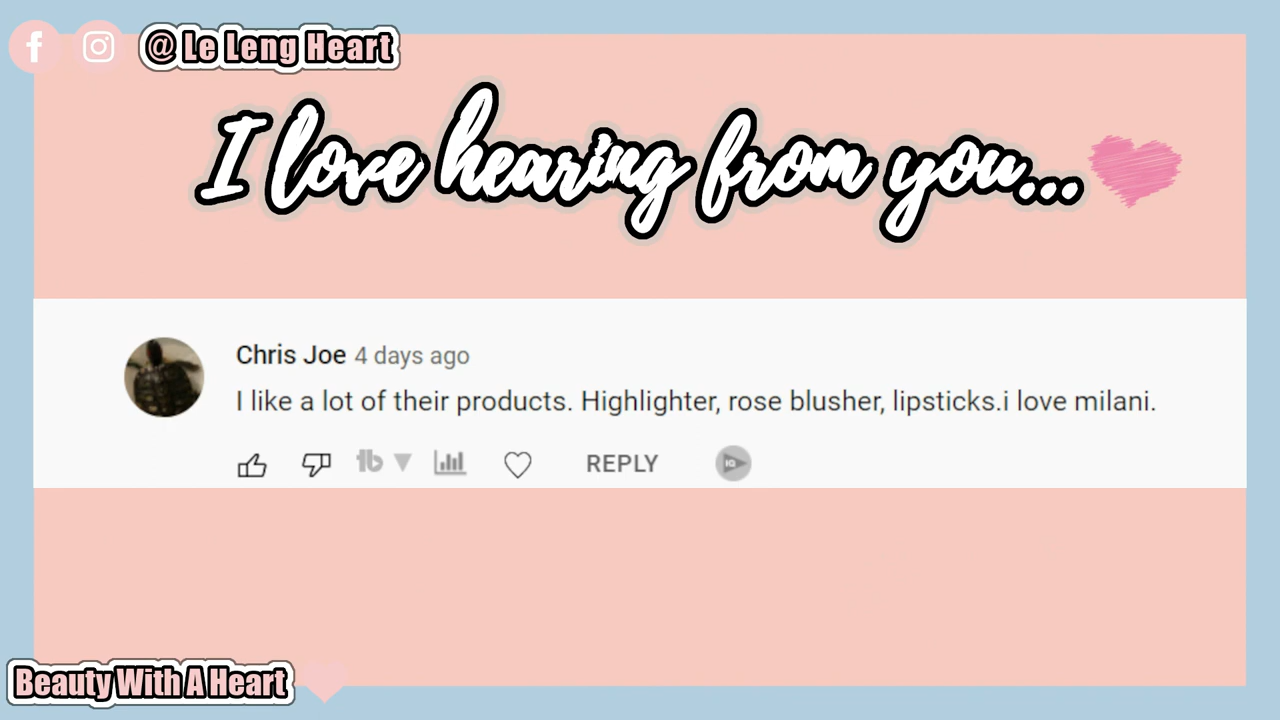 @ Le Leng Heart
I love hearing from you...
Chris Joe 4 days ago
I like a lot of their products. Highlighter, rose blusher, lipsticks.i love milani.
REPLY
Beauty With A Heart